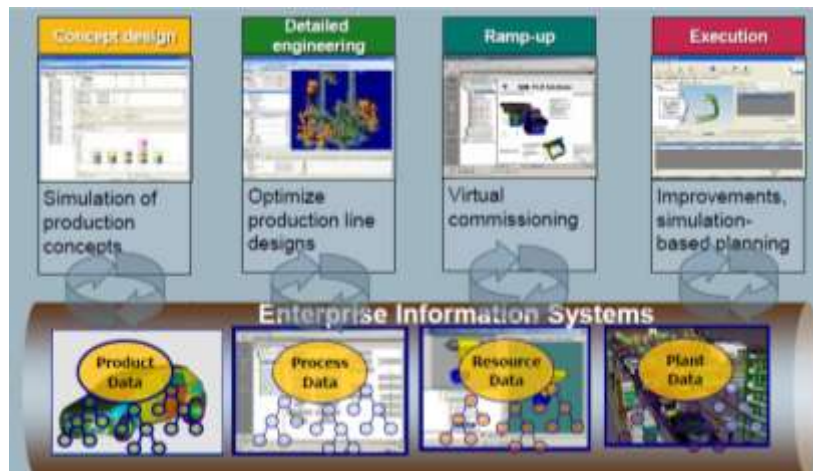 Concept design
Detailed
engineering
Ramp-up
Execution
Simulation of
production
concepts
Optimize
production line
designs
Virtual
commissioning
Improvements,
simulation-
based planning
Enterprise Information Systems
Product
Data
Process
Data
Resource
Data
Plant
Data